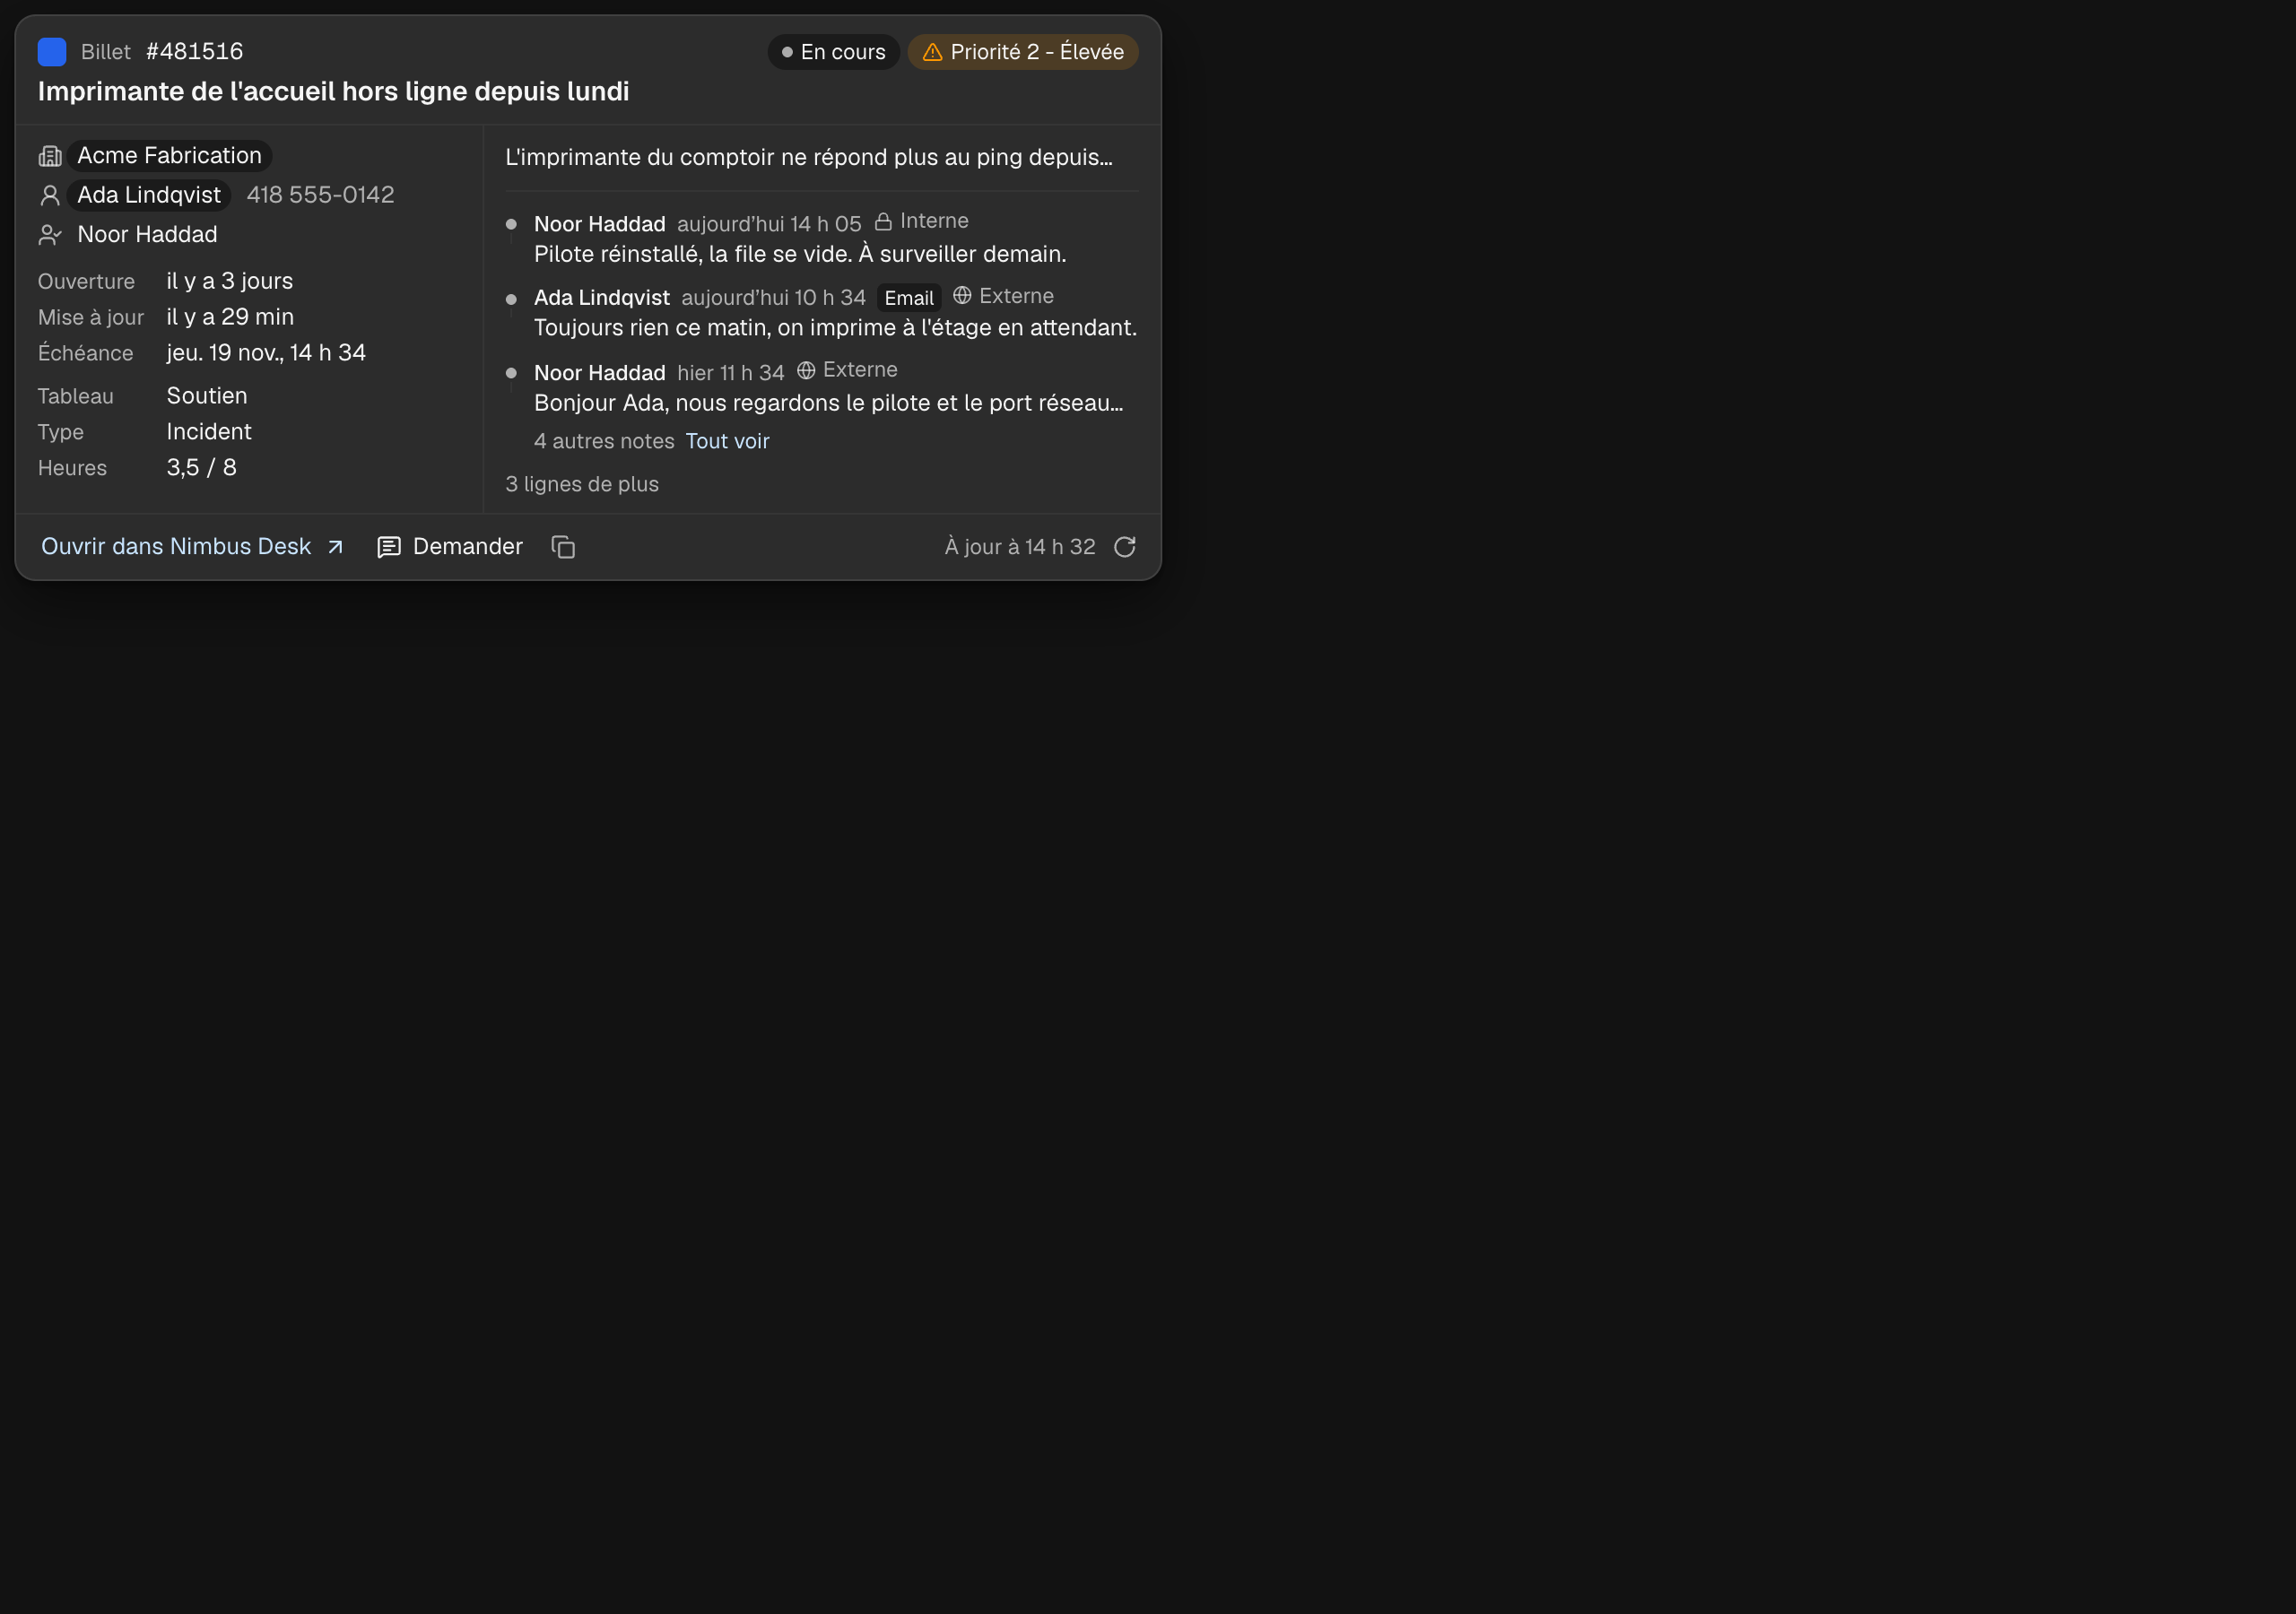 Billet #481516
En cours
Priorité 2 - Élevée
Imprimante de l'accueil hors ligne depuis lundi
Acme Fabrication
Ada Lindqvist 418 555-0142
Noor Haddad
Ouverture il y a 3 jours
Mise à jour il y a 29 min
Échéance jeu. 19 nov., 14 h 34
Tableau Soutien
Type Incident
Heures 3,5 / 8
L'imprimante du comptoir ne répond plus au ping depuis…
Noor Haddad aujourd’hui 14 h 05 Interne
Pilote réinstallé, la file se vide. À surveiller demain.
Ada Lindqvist aujourd’hui 10 h 34 Email Externe
Toujours rien ce matin, on imprime à l'étage en attendant.
Noor Haddad hier 11 h 34 Externe
Bonjour Ada, nous regardons le pilote et le port réseau…
4 autres notes Tout voir
3 lignes de plus
Ouvrir dans Nimbus Desk
Demander
À jour à 14 h 32